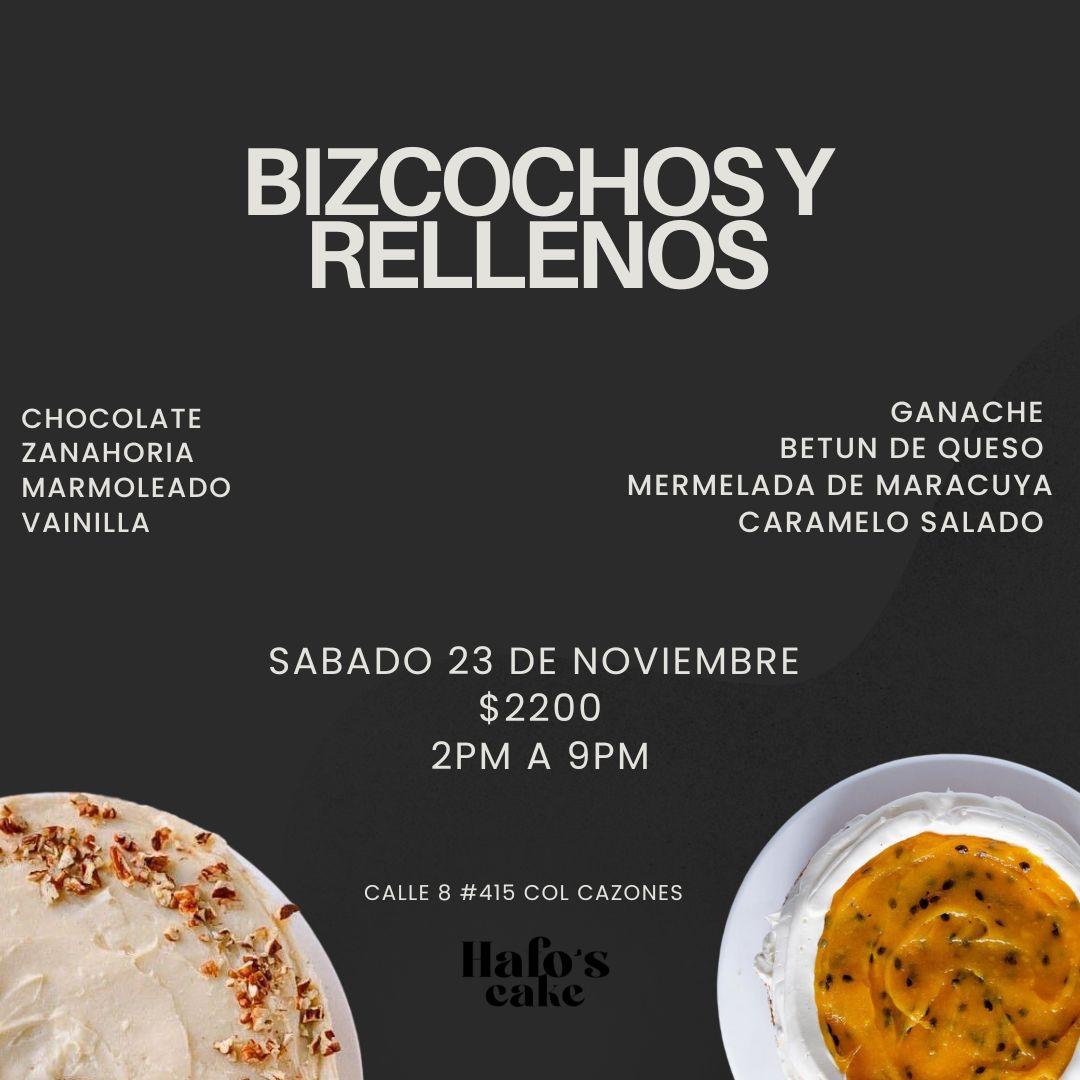 BIZCOCHOS Y
RELLENOS
CHOCOLATE
ZANAHORIA
MARMOLEADO
VAINILLA
GANACHE
BETUN DE QUESO
MERMELADA DE MARACUYA
CARAMELO SALADO
SABADO 23 DE NOVIEMBRE
$2200
2PM A 9PM
CALLE 8 #415 COL CAZONES
Hafo's
cake